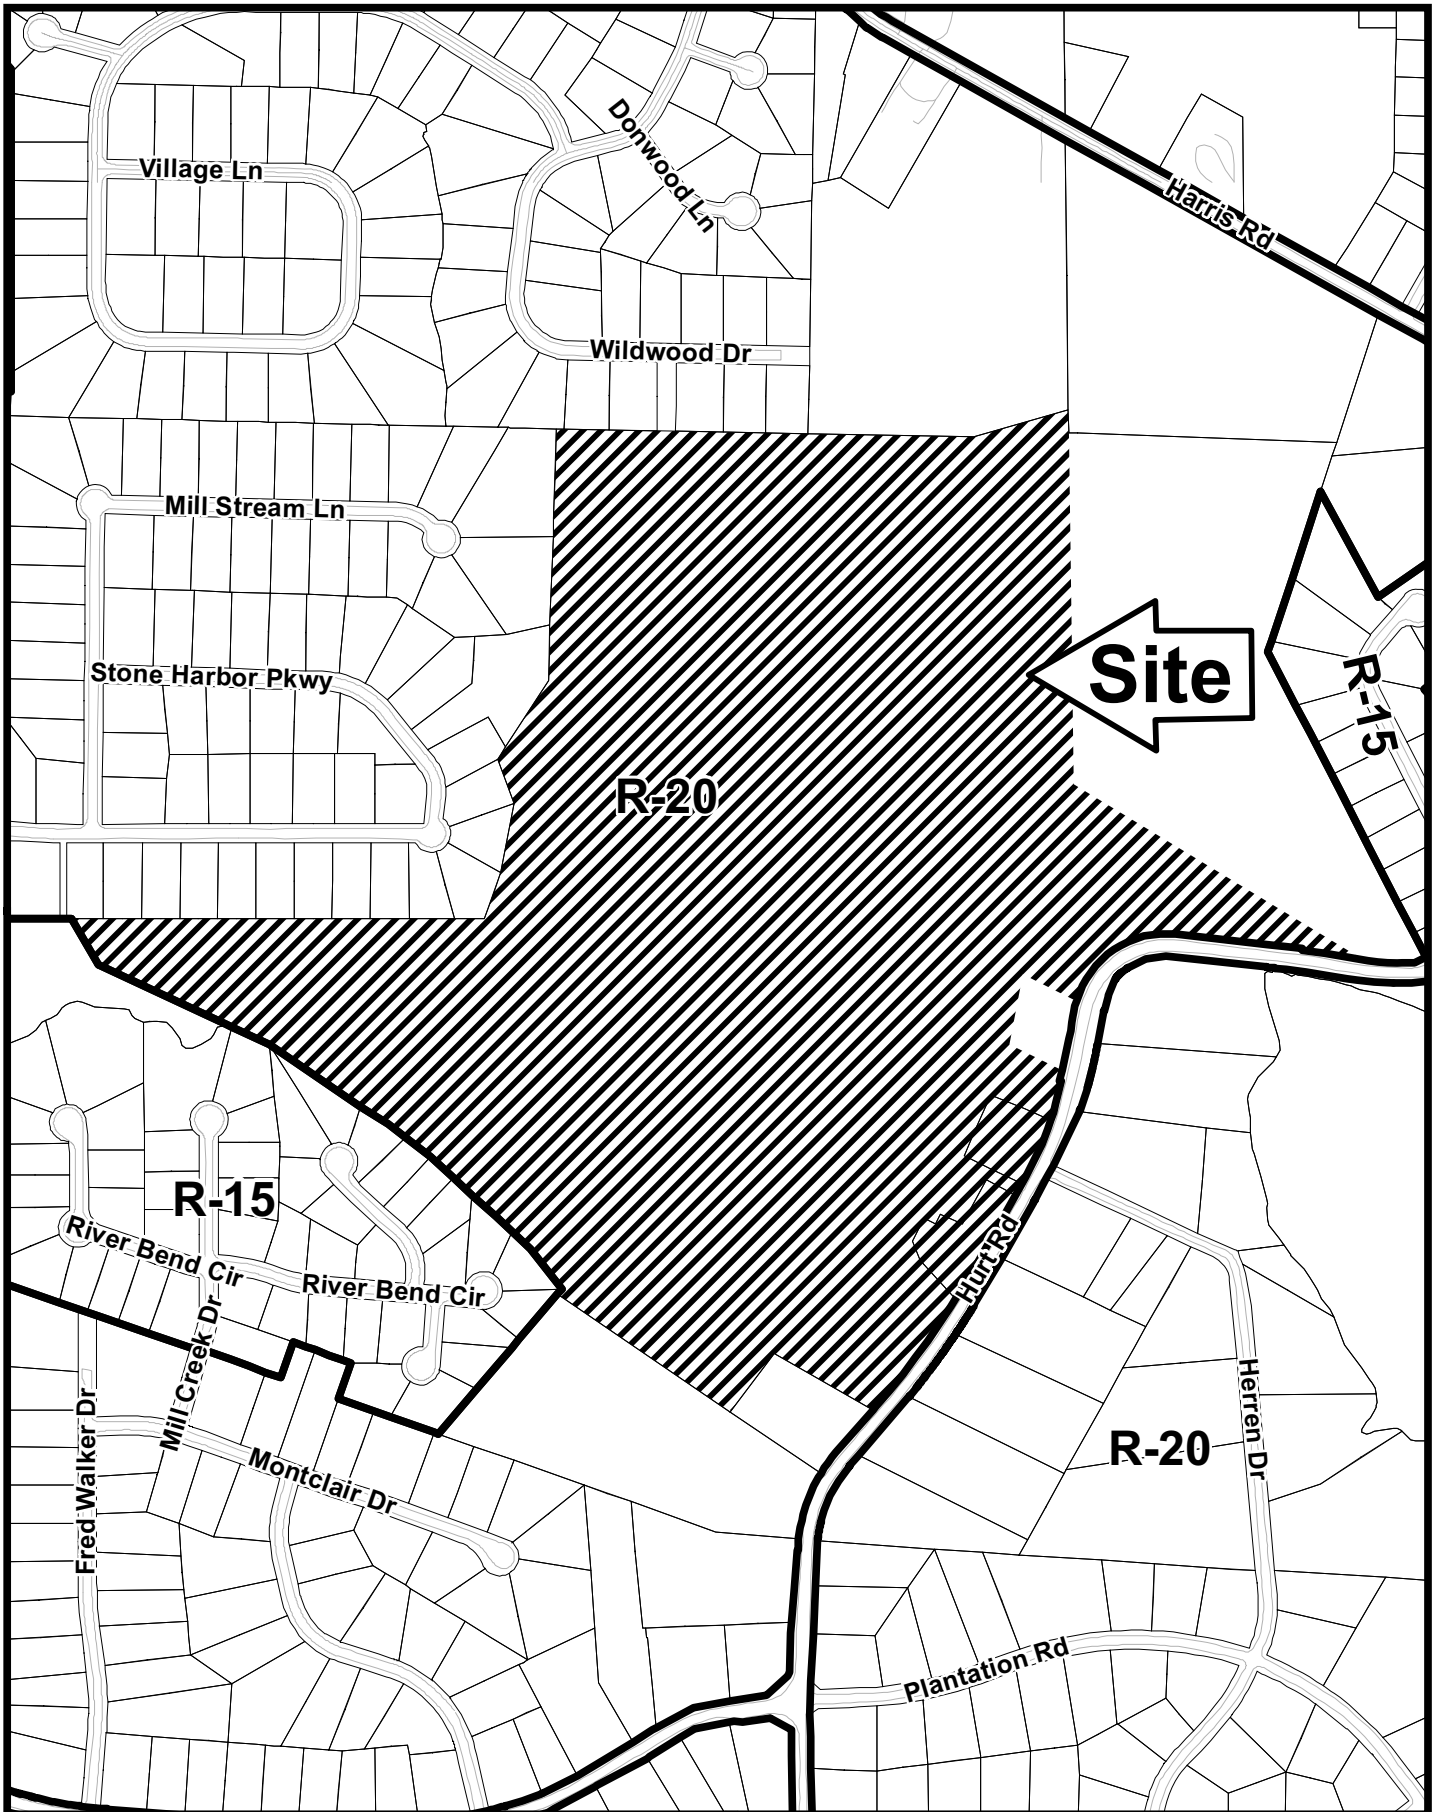 Donwood Ln
Village Ln
Harris Rd
Wildwood Dr
Mill Stream Ln
Stone Harbor Pkwy
Site
R-15
R-20
R-15
River Bend Cir
River Bend Cir
Hurt Rd
Mill Creek Dr
Fred Walker Dr
Montclair Dr
Herren Dr
R-20
Plantation Rd